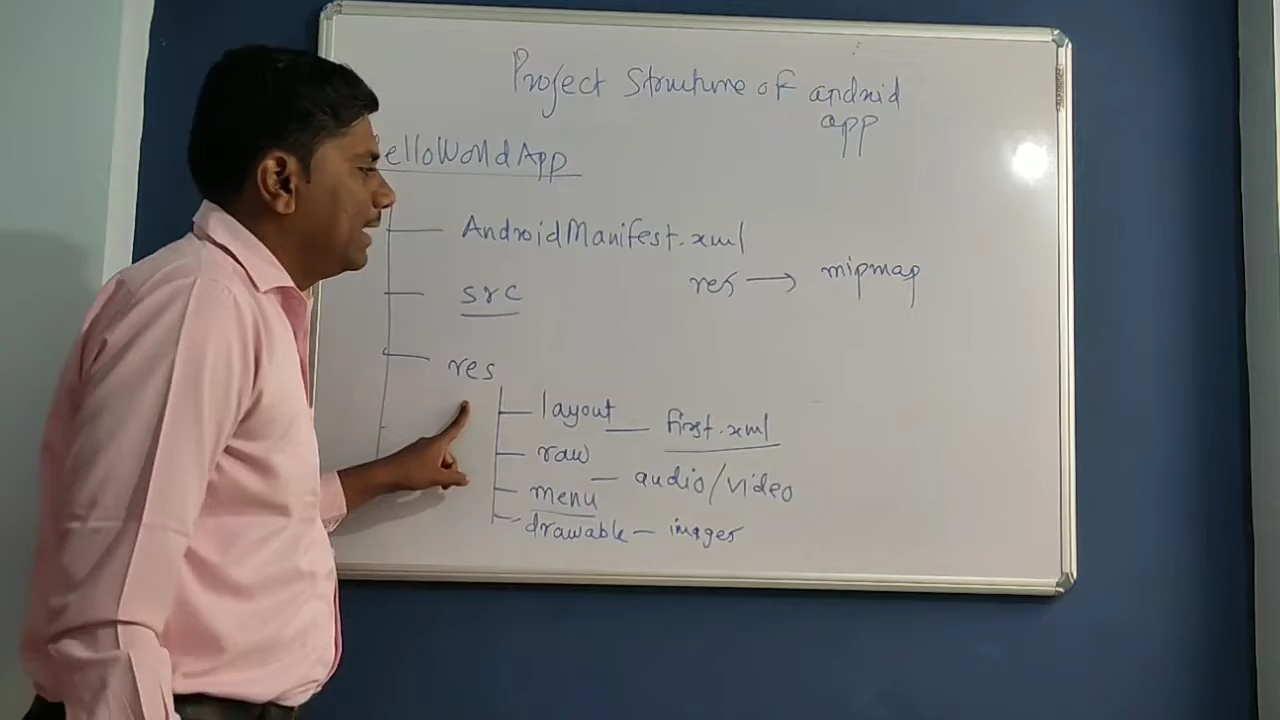 Project Structure of android
app
elloWorldApp
AndroidManifest.xml
src
res → mipmap
res
layout — first.xml
raw — audio/video
menu
drawable — images